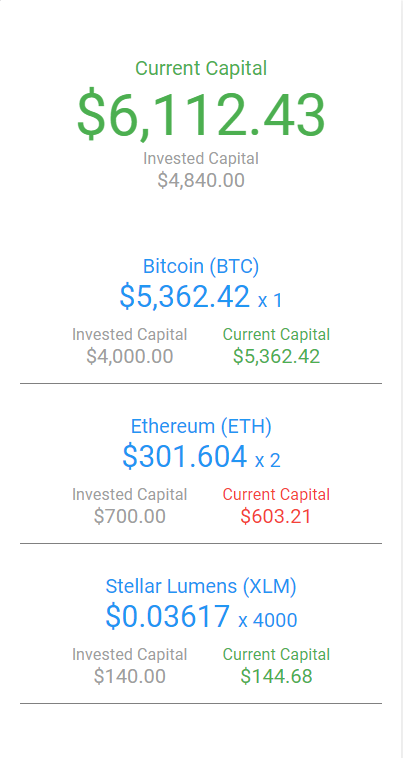 Current Capital
$6,112.43
Invested Capital
$4,840.00
Bitcoin (BTC)
$5,362.42 x 1
Invested Capital Current Capital
$4,000.00 $5,362.42
Ethereum (ETH)
$301.604 x 2
Invested Capital Current Capital
$700.00 $603.21
Stellar Lumens (XLM)
$0.03617 x 4000
Invested Capital Current Capital
$140.00 $144.68